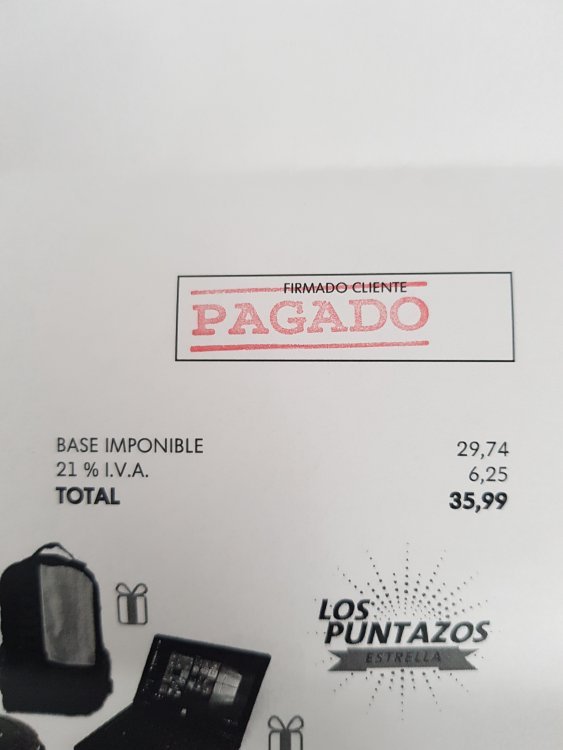 FIRMADO CLIENTE
PAGADO
BASE IMPONIBLE 29,74
21 % I.V.A. 6,25
TOTAL 35,99
LOS
PUNTAZOS
ESTRELLA